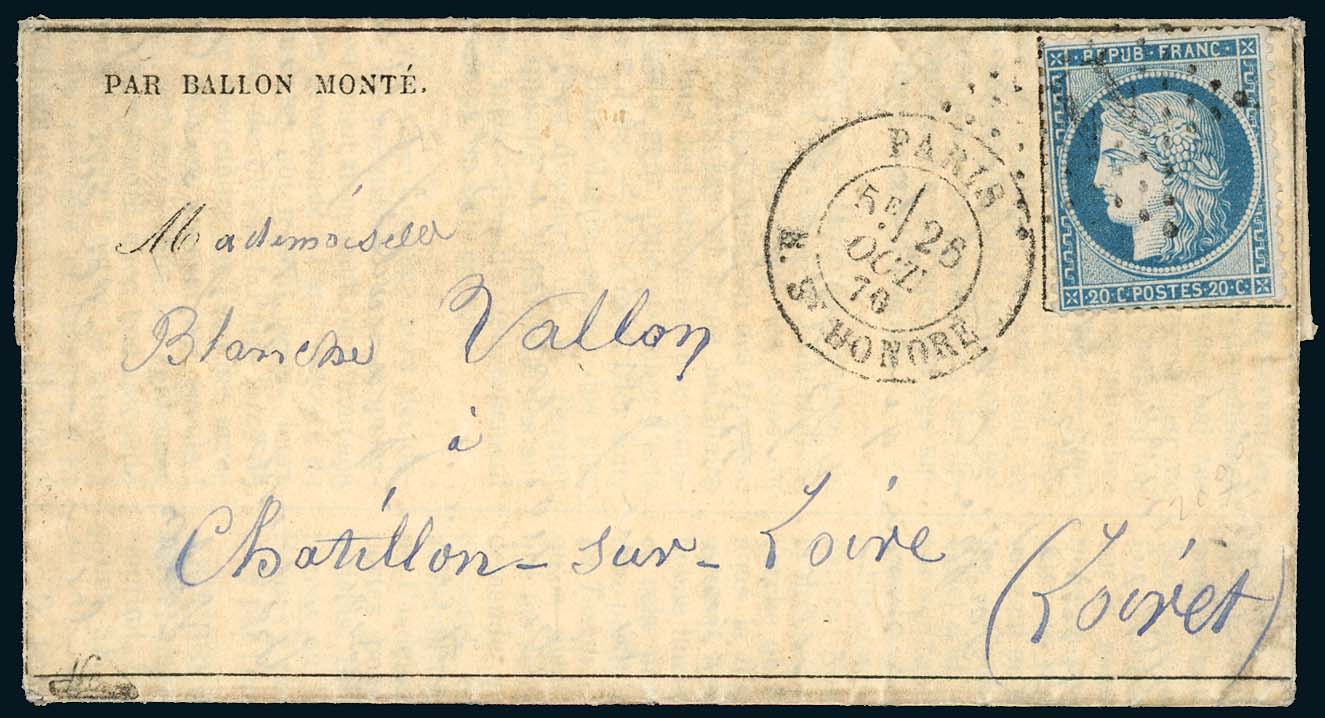 PAR BALLON MONTÉ.
REPUB·FRANC·
20·C·POSTES·20·C·
PARIS
5E/26
OCT
70
R. ST HONORE
Mademoiselle
Blanche Vallon
à
Chatillon-sur-Loire
(Loiret)